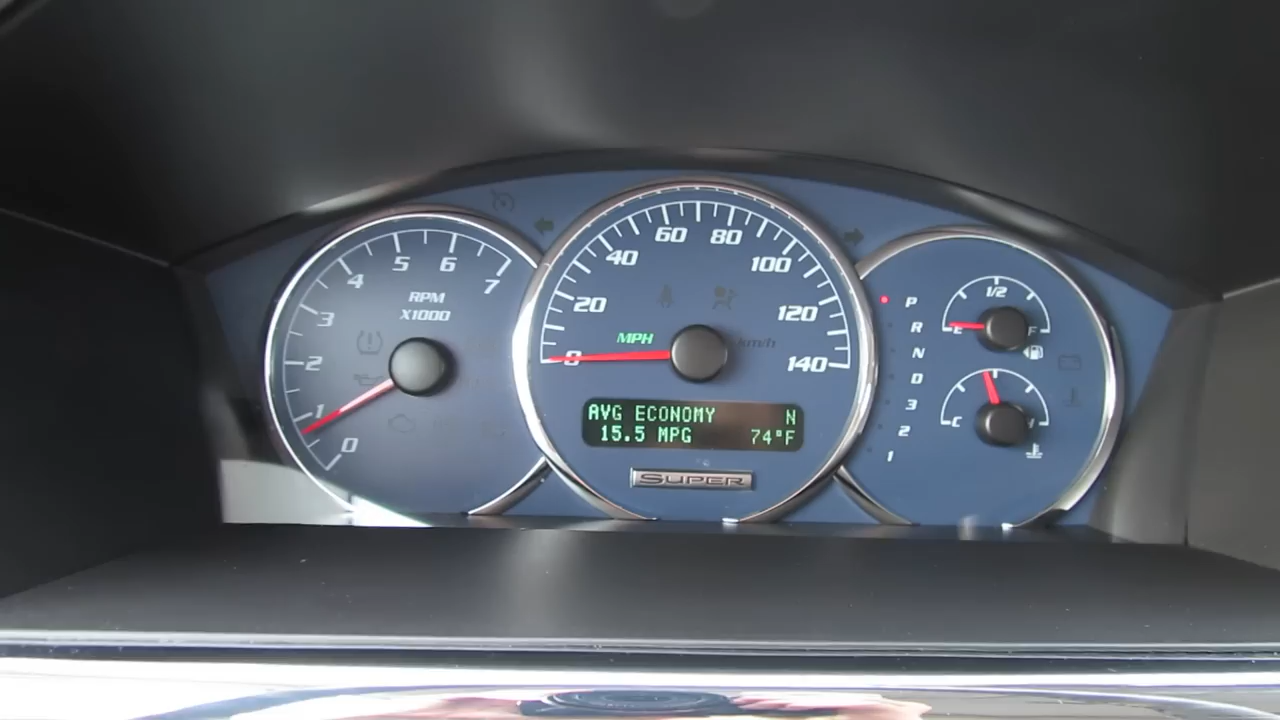 4 5 6 7
3
2
1
0
RPM
X1000
0 20 40 60 80 100 120 140
MPH km/h
AVG ECONOMY N
15.5 MPG 74°F
SUPER
P
R
N
D
3
2
1
E 1/2 F
C H